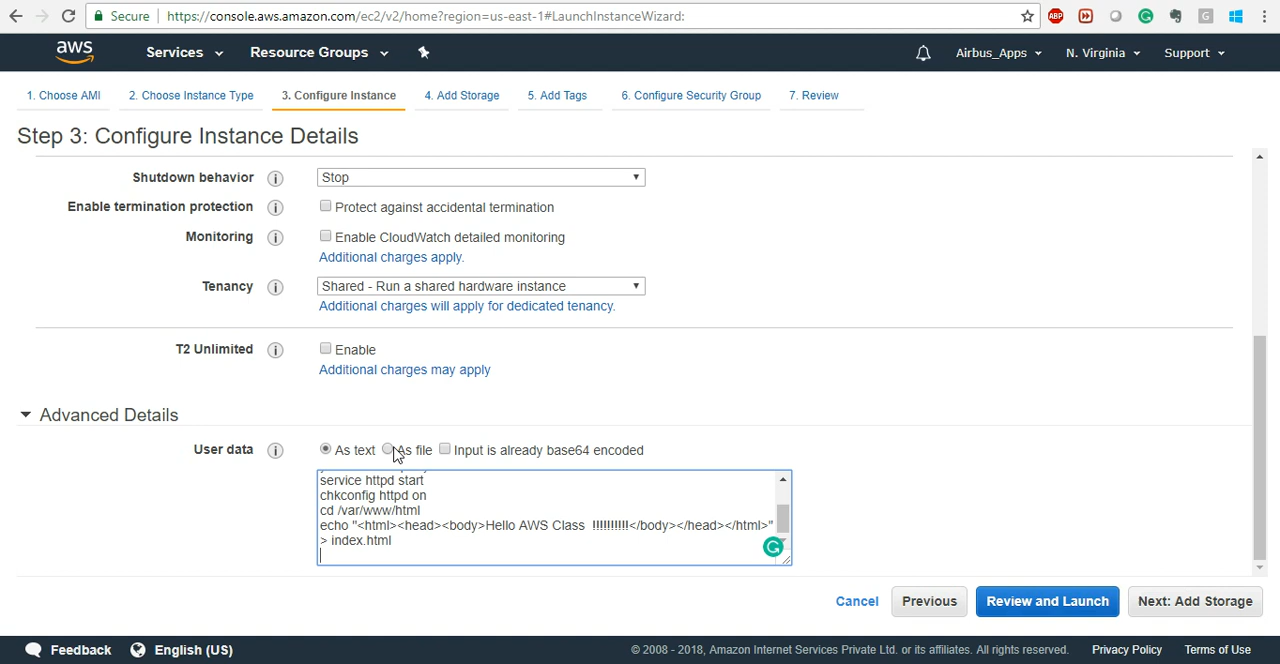 Secure https://console.aws.amazon.com/ec2/v2/home?region=us-east-1#LaunchInstanceWizard:
ABP
G
G
aws Services Resource Groups Airbus_Apps N. Virginia Support
1. Choose AMI 2. Choose Instance Type 3. Configure Instance 4. Add Storage 5. Add Tags 6. Configure Security Group 7. Review
Step 3: Configure Instance Details
Shutdown behavior i Stop
Enable termination protection i Protect against accidental termination
Monitoring i Enable CloudWatch detailed monitoring
Additional charges apply.
Tenancy i Shared - Run a shared hardware instance
Additional charges will apply for dedicated tenancy.
T2 Unlimited i Enable
Additional charges may apply
Advanced Details
User data i As text As file Input is already base64 encoded
service httpd start
chkconfig httpd on
cd /var/www/html
echo "<html><head><body>Hello AWS Class !!!!!!!!!!</body></head></html>"
> index.html
Cancel Previous Review and Launch Next: Add Storage
Feedback English (US) © 2008 - 2018, Amazon Internet Services Private Ltd. or its affiliates. All rights reserved. Privacy Policy Terms of Use